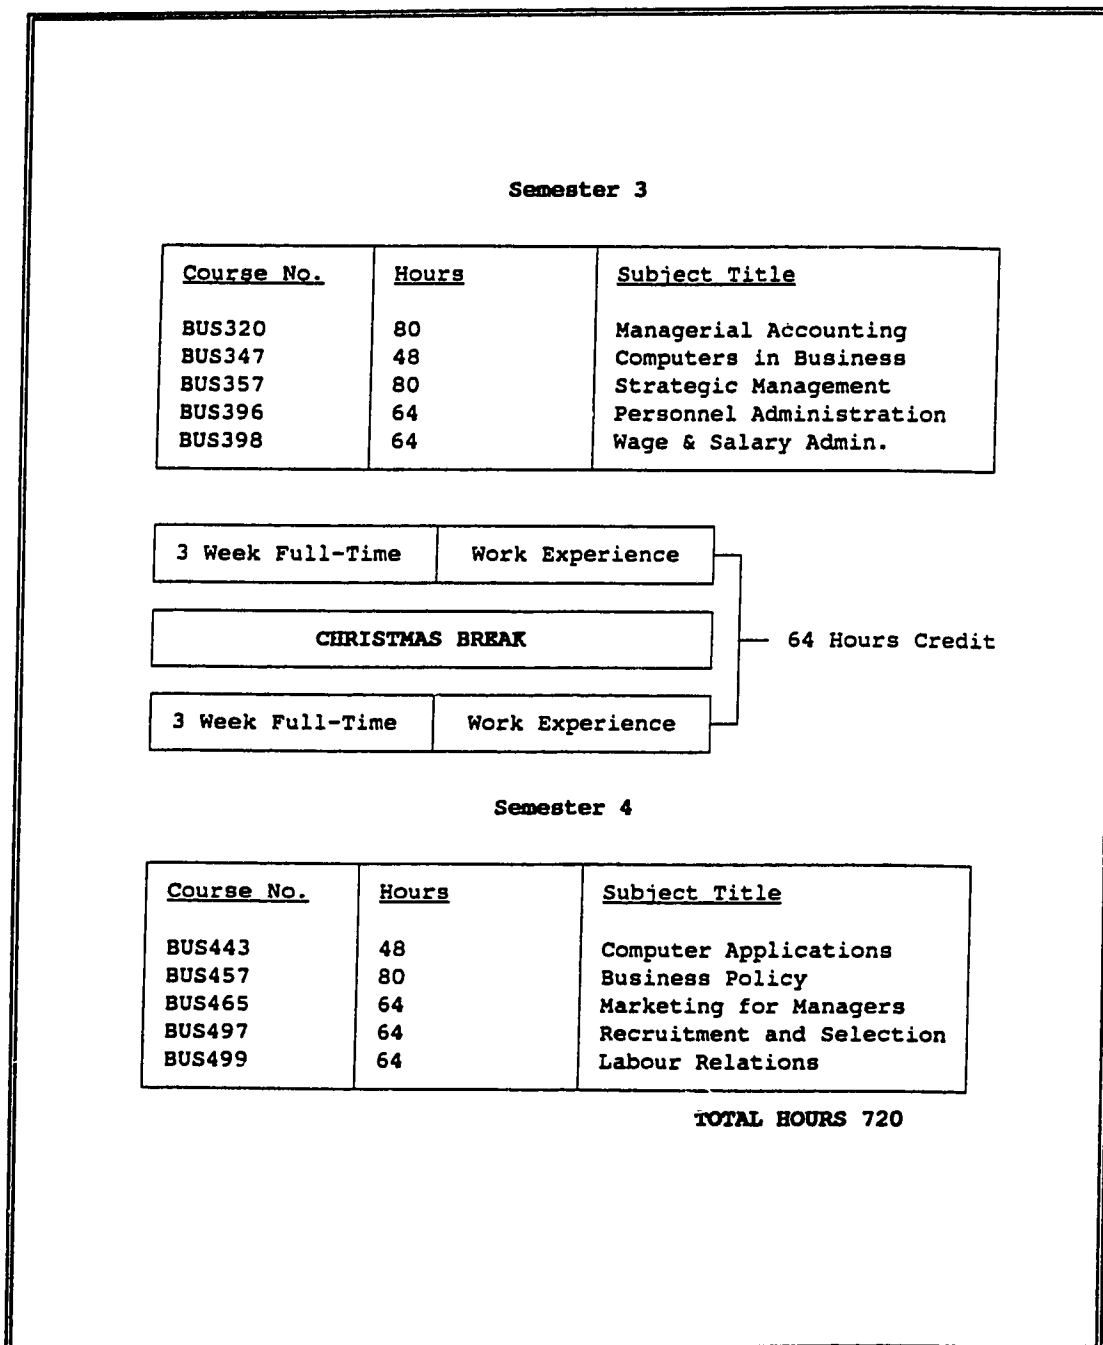 Semester 3
Course No. Hours Subject Title
BUS320 80 Managerial Accounting
BUS347 48 Computers in Business
BUS357 80 Strategic Management
BUS396 64 Personnel Administration
BUS398 64 Wage & Salary Admin.
3 Week Full-Time Work Experience
CHRISTMAS BREAK
64 Hours Credit
3 Week Full-Time Work Experience
Semester 4
Course No. Hours Subject Title
BUS443 48 Computer Applications
BUS457 80 Business Policy
BUS465 64 Marketing for Managers
BUS497 64 Recruitment and Selection
BUS499 64 Labour Relations
TOTAL HOURS 720